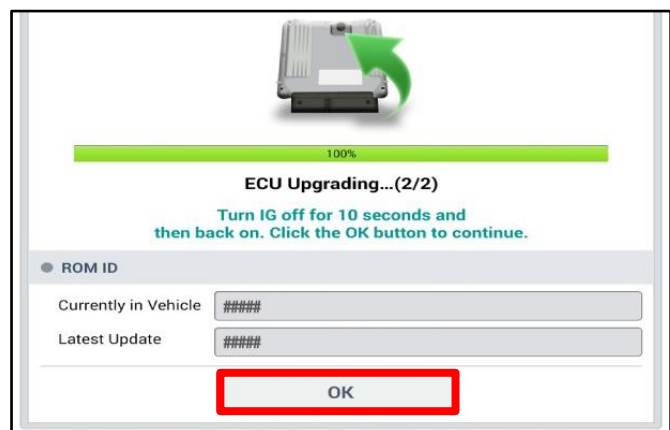 100%
ECU Upgrading...(2/2)
Turn IG off for 10 seconds and
then back on. Click the OK button to continue.
ROM ID
Currently in Vehicle #####
Latest Update #####
OK